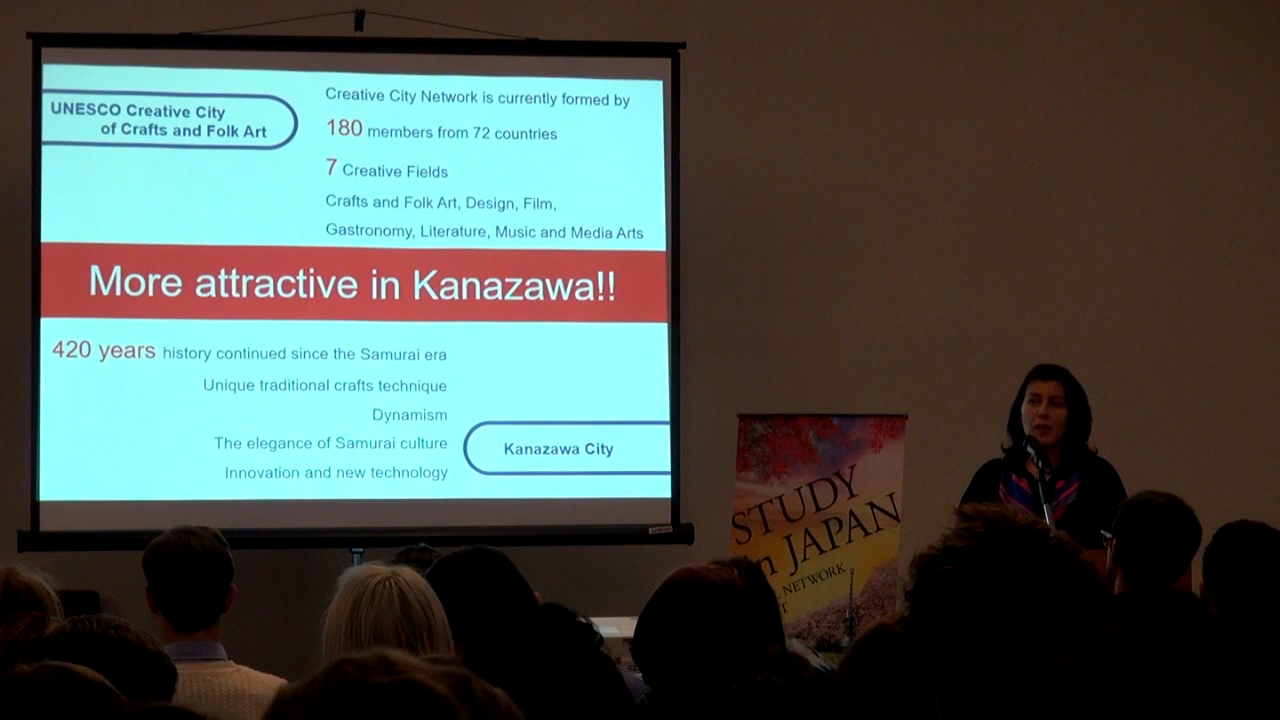 UNESCO Creative City
of Crafts and Folk Art
Creative City Network is currently formed by
180 members from 72 countries
7 Creative Fields
Crafts and Folk Art, Design, Film,
Gastronomy, Literature, Music and Media Arts
More attractive in Kanazawa!!
420 years history continued since the Samurai era
Unique traditional crafts technique
Dynamism
The elegance of Samurai culture
Innovation and new technology
Kanazawa City
STUDY
in JAPAN
NETWORK